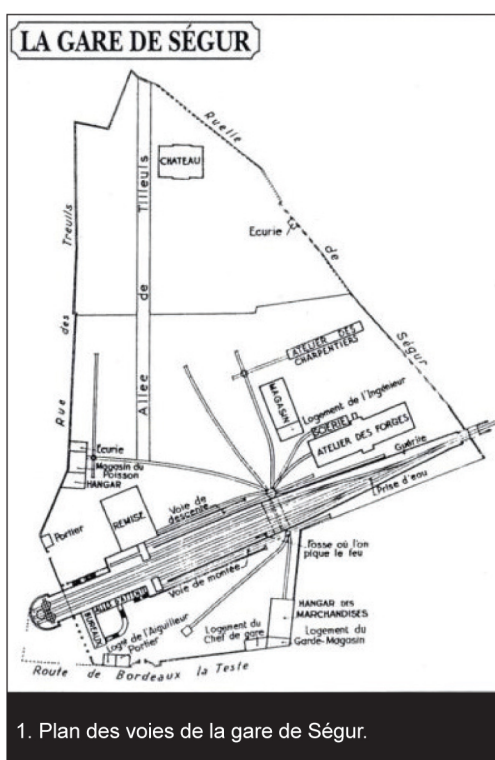 LA GARE DE SÉGUR
Ruelle
de
Ségur
CHATEAU
Ecurie
Allee de Tilleuls
Rue des Treuils
ATELIER DES
CHARPENTIERS
MAGASIN
Logement de l'Ingénieur
SCIERIE
ATELIER DES FORGES
Guérite
Ecurie
Magasin du
Poisson
HANGAR
Portier
REMISE
Voie de
descente
Prise d'eau
Fosse où l'on
pique le feu
Voie de montée
SALLES D'ATTENTE
BUREAUX
Loge de l'Aiguilleur
Portier
Logement du
Chef de gare
HANGAR DES
MARCHANDISES
Logement du
Garde-Magasin
Route de Bordeaux la Teste
1. Plan des voies de la gare de Ségur.